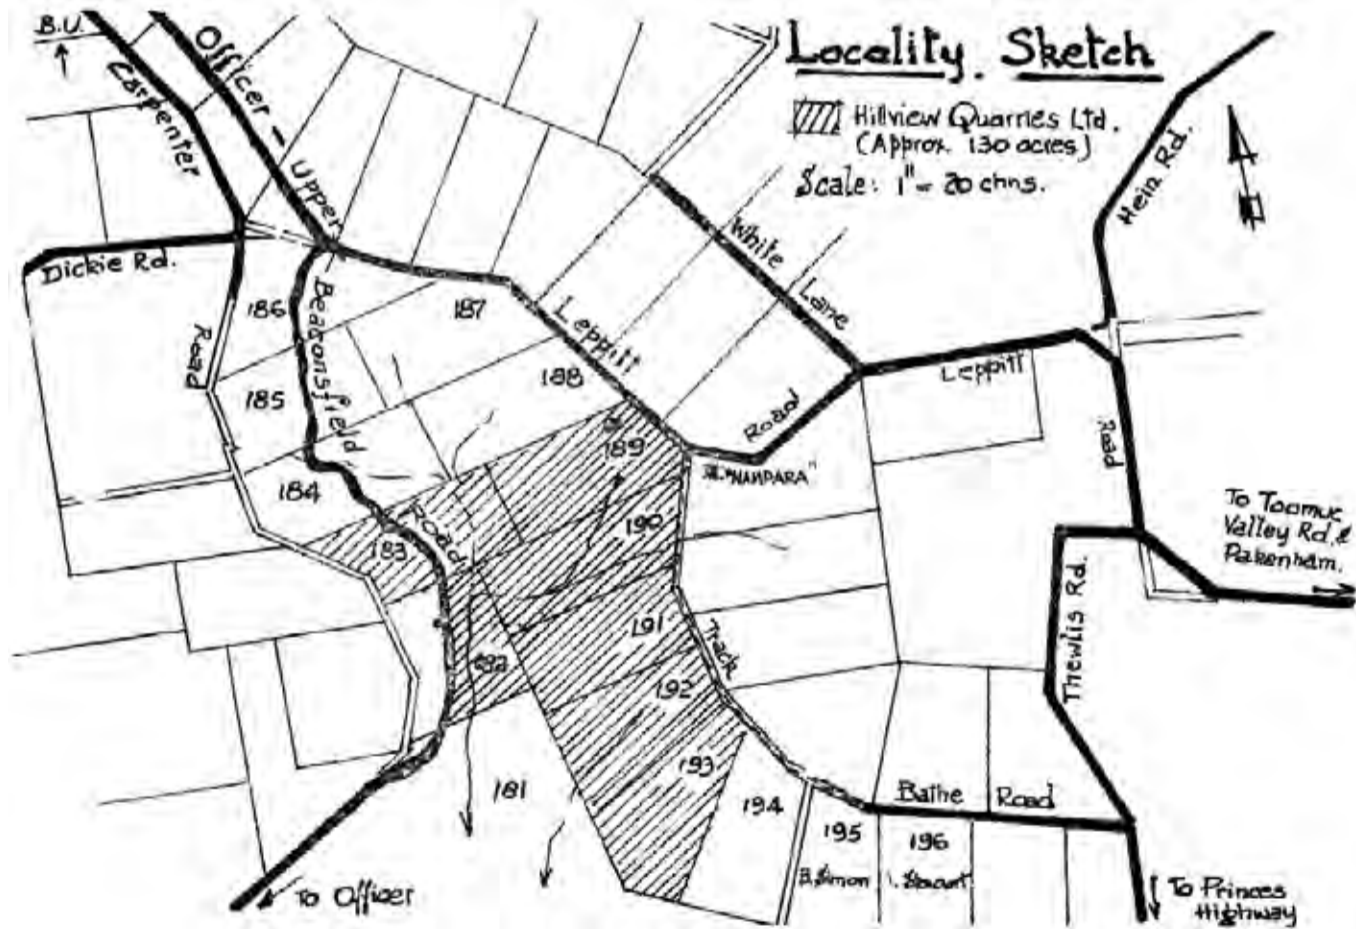 Locality Sketch
Hillview Quarries Ltd.
(Approx. 130 acres)
Scale: 1" = 20 chns.
B.U.
Carpenter
Road
Officer -
Upper
Beaconsfield
Road
Dickie Rd.
Leppitt
Road
White
Lane
Leppitt
Road
Hein Rd.
"NAMPARA"
Track
Thewlis Rd.
To Toomuc
Valley Rd. &
Pakenham.
Bathe Road
To Princes
Highway
To Officer
181
182
183
184
185
186
187
188
189
190
191
192
193
194
195
196